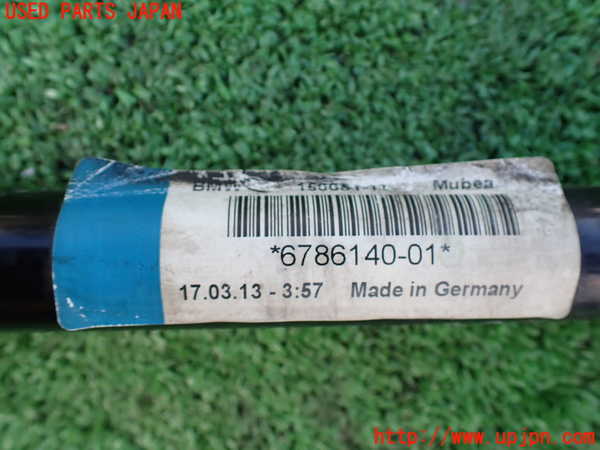 USED PARTS JAPAN
BMW Mubea
*6786140-01*
17.03.13 - 3:57 Made in Germany
http://www.upjpn.com/